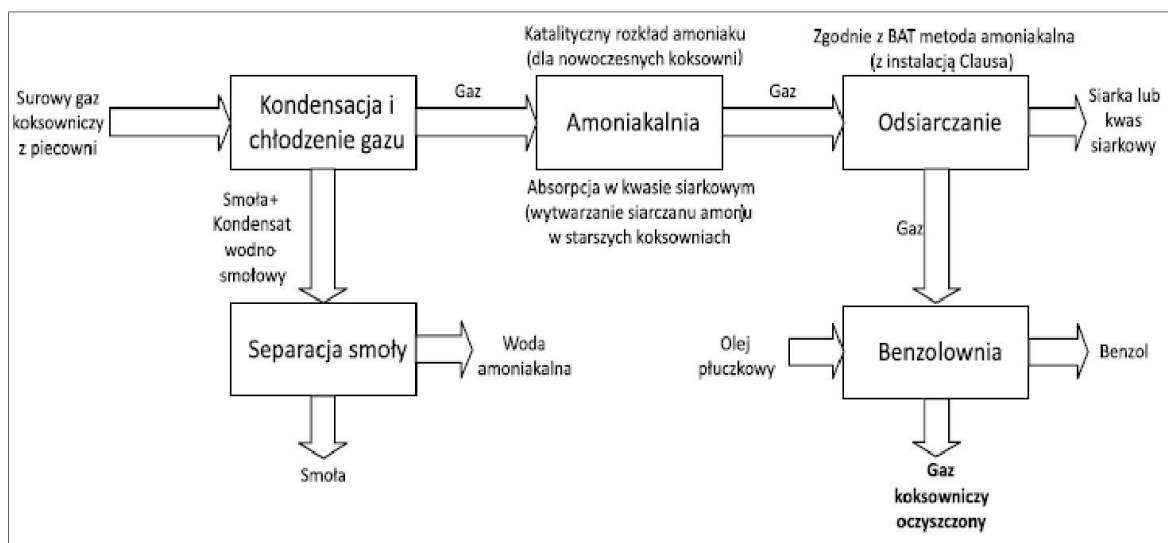 Surowy gaz
koksowniczy
z piecowni
Kondensacja i
chłodzenie gazu
Gaz
Katalityczny rozkład amoniaku
(dla nowoczesnych koksowni)
Amoniakalnia
Absorpcja w kwasie siarkowym
(wytwarzanie siarczanu amonu
w starszych koksowniach
Gaz
Zgodnie z BAT metoda amoniakalna
(z instalacją Clausa)
Odsiarczanie
Siarka lub
kwas
siarkowy
Smoła+
Kondensat
wodno-
smołowy
Gaz
Separacja smoły
Woda
amoniakalna
Smoła
Olej
płuczkowy
Benzolownia
Benzol
Gaz
koksowniczy
oczyszczony